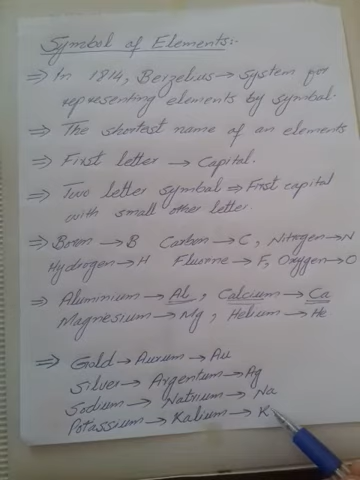 Symbol of Elements:-
⇒ In 1814, Berzelius → System for
representing elements by symbol.
⇒ The shortest name of an elements
⇒ First letter → Capital.
⇒ Two letter symbol ⇒ First capital
with small other letter.
⇒ Boron → B Carbon → C, Nitrogen → N
Hydrogen → H Fluorine → F, Oxygen → O
⇒ Aluminium → Al, Calcium → Ca
Magnesium → Mg, Helium → He
⇒ Gold → Aurum → Au
Silver → Argentum → Ag
Sodium → Natrium → Na
Potassium → Kalium → K